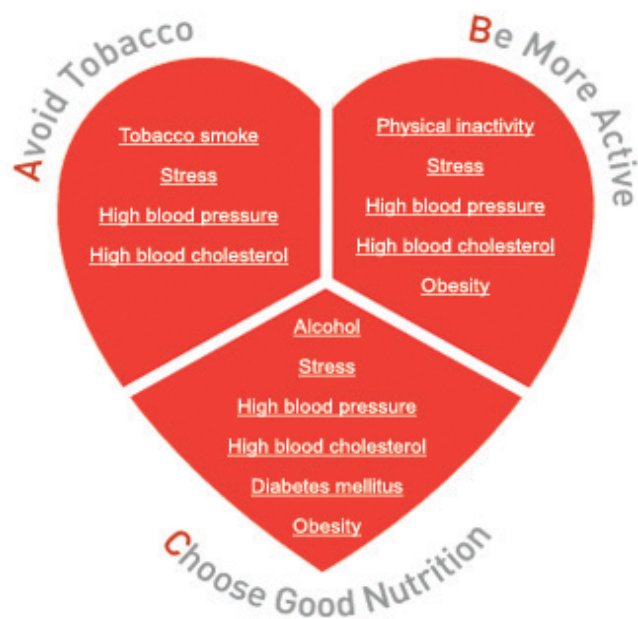 Avoid Tobacco
Tobacco smoke
Stress
High blood pressure
High blood cholesterol
Be More Active
Physical inactivity
Stress
High blood pressure
High blood cholesterol
Obesity
Alcohol
Stress
High blood pressure
High blood cholesterol
Diabetes mellitus
Obesity
Choose Good Nutrition